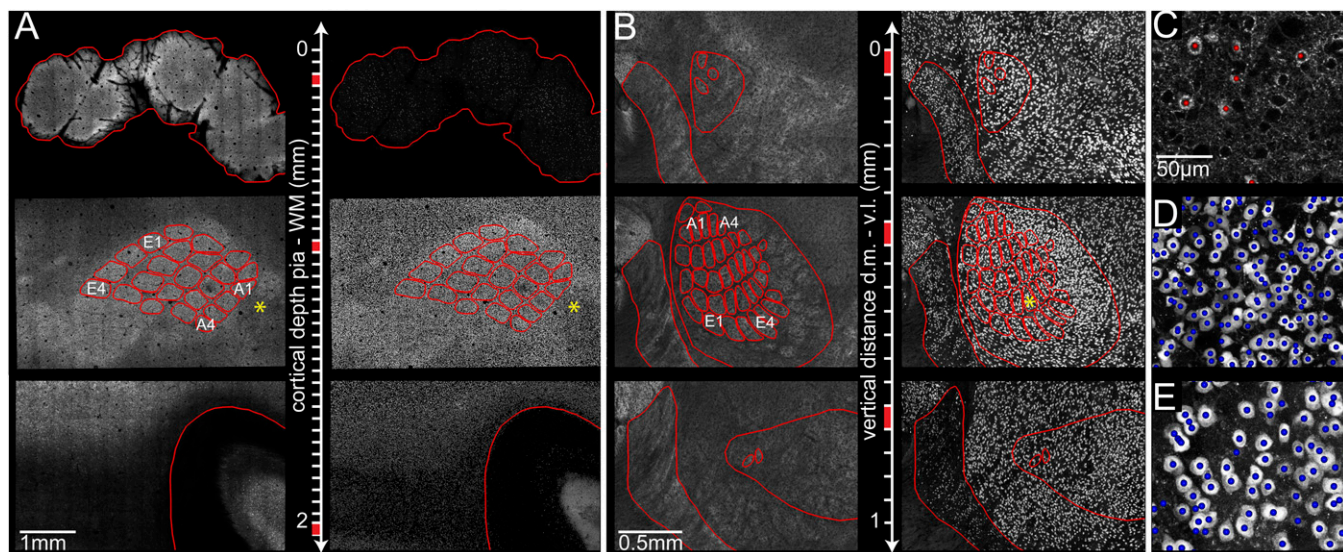 A
0
cortical depth pia - WM (mm)
E1
E4
A1
A4
*
*
2
1mm
B
0
vertical distance d.m. - v.l. (mm)
A1
A4
E1
E4
*
1
0.5mm
C
50µm
D
E